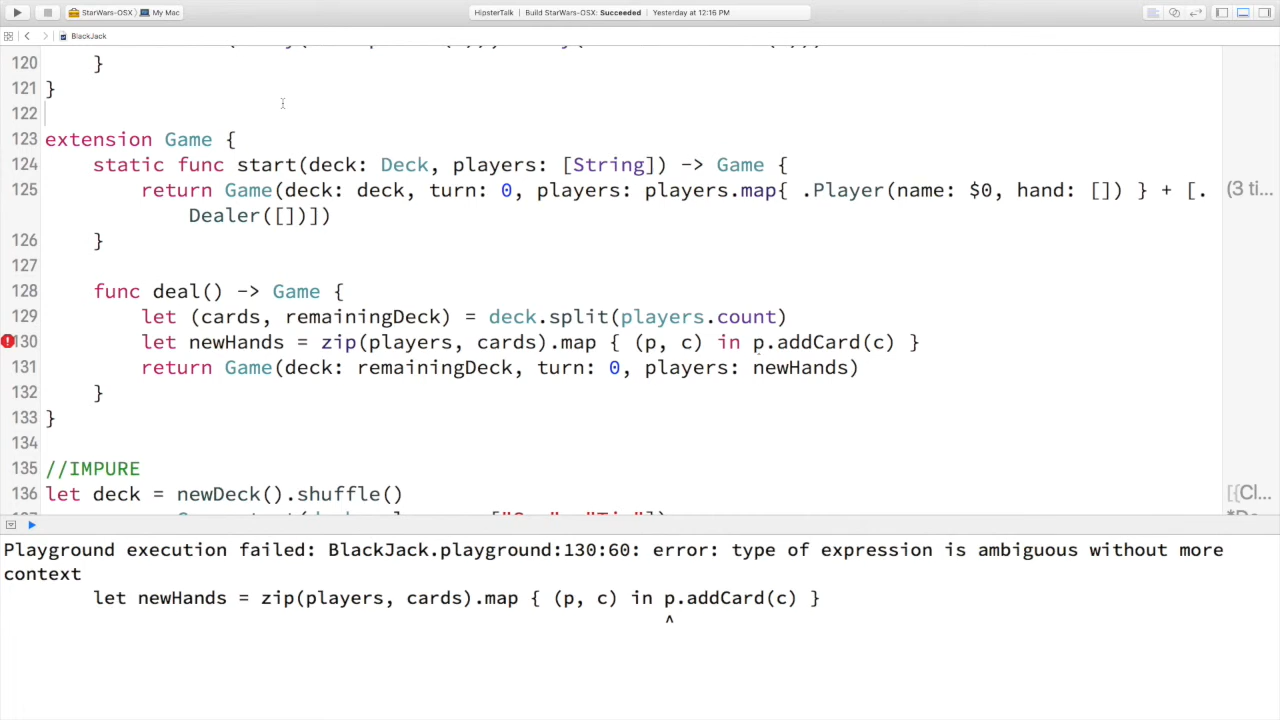 StarWars-OSX › My Mac
HipsterTalk | Build StarWars-OSX: Succeeded | Yesterday at 12:16 PM
BlackJack
120 }
121 }
122
123 extension Game {
124 static func start(deck: Deck, players: [String]) -> Game {
125 return Game(deck: deck, turn: 0, players: players.map{ .Player(name: $0, hand: []) } + [. (3 ti...
Dealer([])])
126 }
127
128 func deal() -> Game {
129 let (cards, remainingDeck) = deck.split(players.count)
130 let newHands = zip(players, cards).map { (p, c) in p.addCard(c) }
131 return Game(deck: remainingDeck, turn: 0, players: newHands)
132 }
133 }
134
135 //IMPURE
136 let deck = newDeck().shuffle() [{Cl...
Playground execution failed: BlackJack.playground:130:60: error: type of expression is ambiguous without more
context
let newHands = zip(players, cards).map { (p, c) in p.addCard(c) }
^